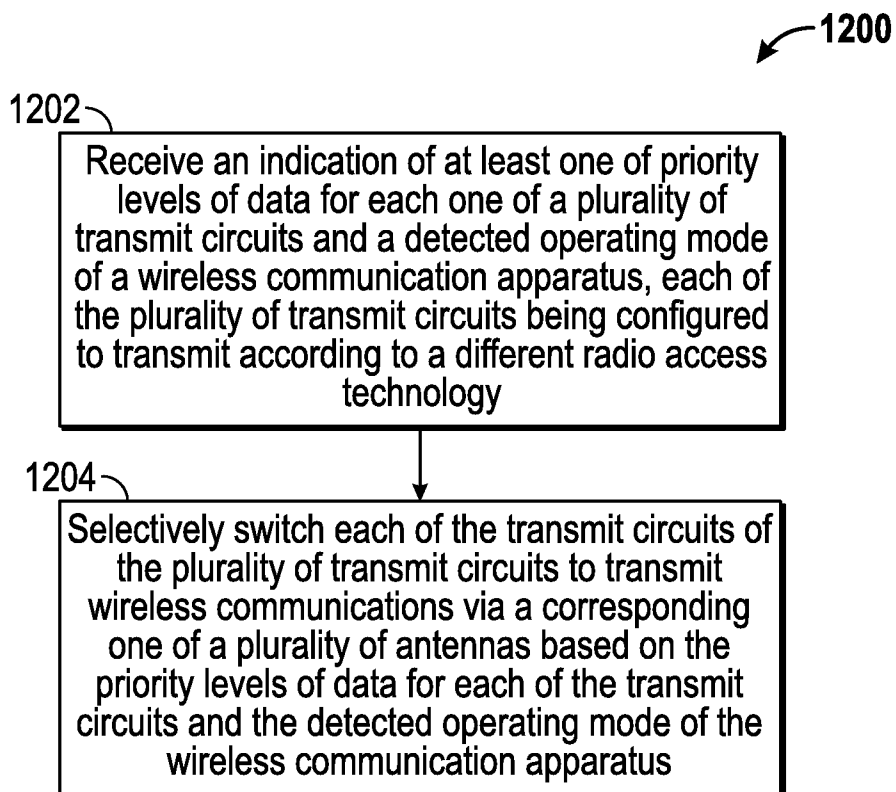 1200
1202
Receive an indication of at least one of priority
levels of data for each one of a plurality of
transmit circuits and a detected operating mode
of a wireless communication apparatus, each of
the plurality of transmit circuits being configured
to transmit according to a different radio access
technology
1204
Selectively switch each of the transmit circuits of
the plurality of transmit circuits to transmit
wireless communications via a corresponding
one of a plurality of antennas based on the
priority levels of data for each of the transmit
circuits and the detected operating mode of the
wireless communication apparatus